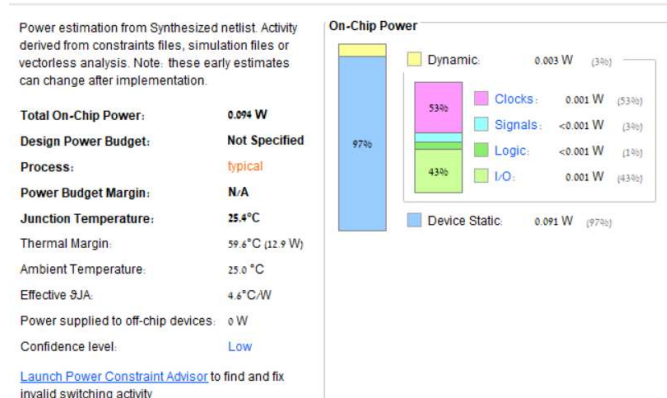 Power estimation from Synthesized netlist. Activity
derived from constraints files, simulation files or
vectorless analysis. Note: these early estimates
can change after implementation.
Total On-Chip Power: 0.094 W
Design Power Budget: Not Specified
Process: typical
Power Budget Margin: N/A
Junction Temperature: 25.4°C
Thermal Margin: 59.6°C (12.9 W)
Ambient Temperature: 25.0 °C
Effective ϑJA: 4.6°C/W
Power supplied to off-chip devices: 0 W
Confidence level: Low
Launch Power Constraint Advisor to find and fix
invalid switching activity
On-Chip Power
Dynamic: 0.003 W (3%)
53%
Clocks: 0.001 W (53%)
Signals: <0.001 W (3%)
97%
Logic: <0.001 W (1%)
43%
I/O: 0.001 W (43%)
Device Static: 0.091 W (97%)